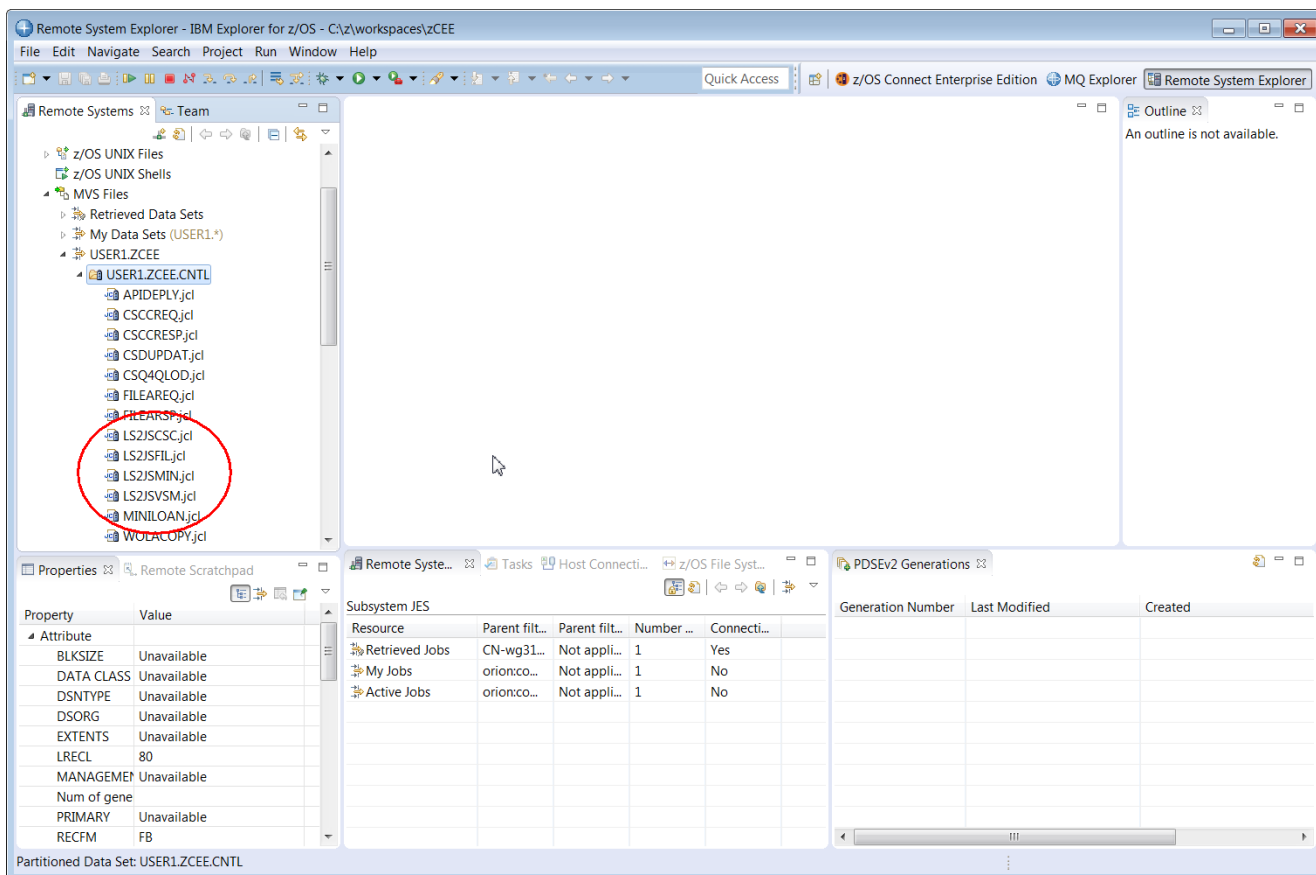 Remote System Explorer - IBM Explorer for z/OS - C:\z\workspaces\zCEE
File Edit Navigate Search Project Run Window Help
Quick Access z/OS Connect Enterprise Edition MQ Explorer Remote System Explorer
Remote Systems Team
z/OS UNIX Files
z/OS UNIX Shells
MVS Files
Retrieved Data Sets
My Data Sets (USER1.*)
USER1.ZCEE
USER1.ZCEE.CNTL
APIDEPLY.jcl
CSCCREQ.jcl
CSCCRESP.jcl
CSDUPDAT.jcl
CSQ4QLOD.jcl
FILEAREQ.jcl
FILEARSP.jcl
LS2JSCSC.jcl
LS2JSFIL.jcl
LS2JSMIN.jcl
LS2JSVSM.jcl
MINILOAN.jcl
WOLACOPY.jcl
Outline
An outline is not available.
Properties Remote Scratchpad
Property Value
Attribute
BLKSIZE Unavailable
DATA CLASS Unavailable
DSNTYPE Unavailable
DSORG Unavailable
EXTENTS Unavailable
LRECL 80
MANAGEMEN Unavailable
Num of gene
PRIMARY Unavailable
RECFM FB
Remote Syste... Tasks Host Connecti... z/OS File Syst...
Subsystem JES
Resource Parent filt... Parent filt... Number ... Connecti...
Retrieved Jobs CN-wg31... Not appli... 1 Yes
My Jobs orion:co... Not appli... 1 No
Active Jobs orion:co... Not appli... 1 No
PDSEv2 Generations
Generation Number Last Modified Created
Partitioned Data Set: USER1.ZCEE.CNTL